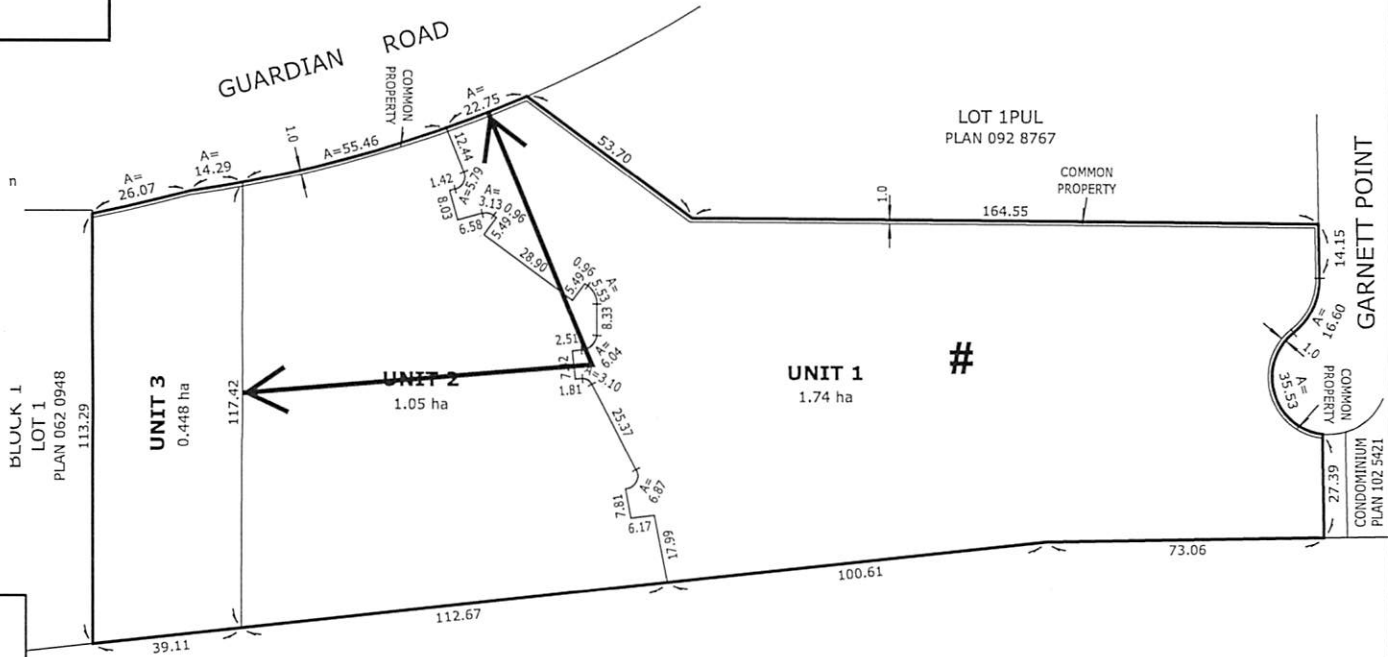 GUARDIAN ROAD
COMMON
PROPERTY
n
A=
26.07
A=
14.29
1.0
A=55.46
A=
22.75
53.70
LOT 1PUL
PLAN 092 8767
COMMON
PROPERTY
1.0
164.55
14.15
GARNETT POINT
12.44
1.42
A=5.79
8.03
A=
3.13
0.96
6.58
5.49
28.90
0.96
5.49
A=
5.53
8.33
2.51
A=
6.04
1.81
A=3.10
25.37
A=
6.87
7.81
6.17
17.99
A=
16.60
1.0
COMMON
PROPERTY
A=
35.53
27.39
CONDOMINIUM
PLAN 102 5421
BLOCK 1
LOT 1
PLAN 062 0948
113.29
UNIT 3
0.448 ha
117.42
UNIT 2
1.05 ha
UNIT 1
1.74 ha
#
39.11
112.67
100.61
73.06